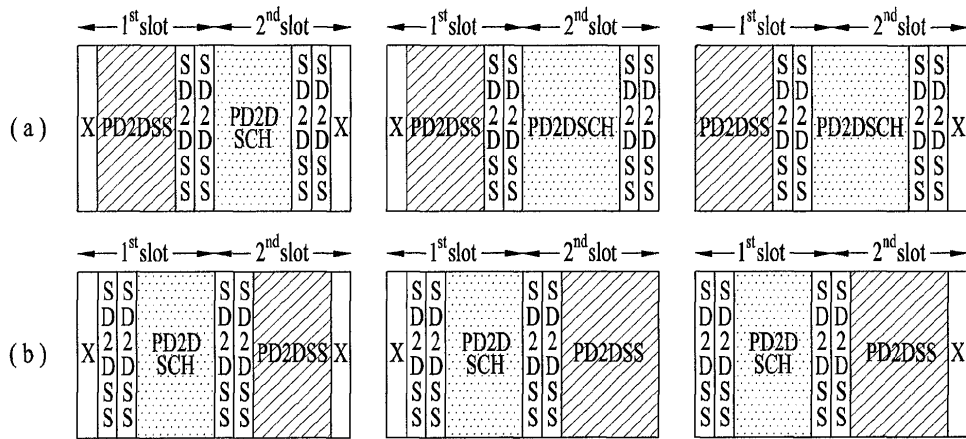 1st slot 2nd slot 1st slot 2nd slot 1st slot 2nd slot
(a) X PD2DSS SD2DSS SD2DSS PD2D SCH SD2DSS SD2DSS X X PD2DSS SD2DSS SD2DSS PD2DSCH SD2DSS SD2DSS PD2DSS SD2DSS SD2DSS PD2DSCH SD2DSS SD2DSS X
1st slot 2nd slot 1st slot 2nd slot 1st slot 2nd slot
(b) X SD2DSS SD2DSS PD2D SCH SD2DSS SD2DSS PD2DSS X X SD2DSS SD2DSS PD2D SCH SD2DSS SD2DSS PD2DSS SD2DSS SD2DSS PD2D SCH SD2DSS SD2DSS PD2DSS X